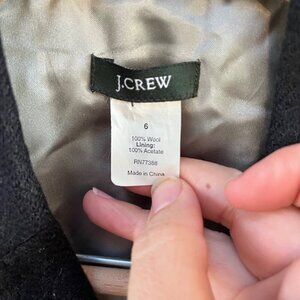 J.CREW
6
100% Wool
Lining:
100% Acetate
RN77388
Made in China